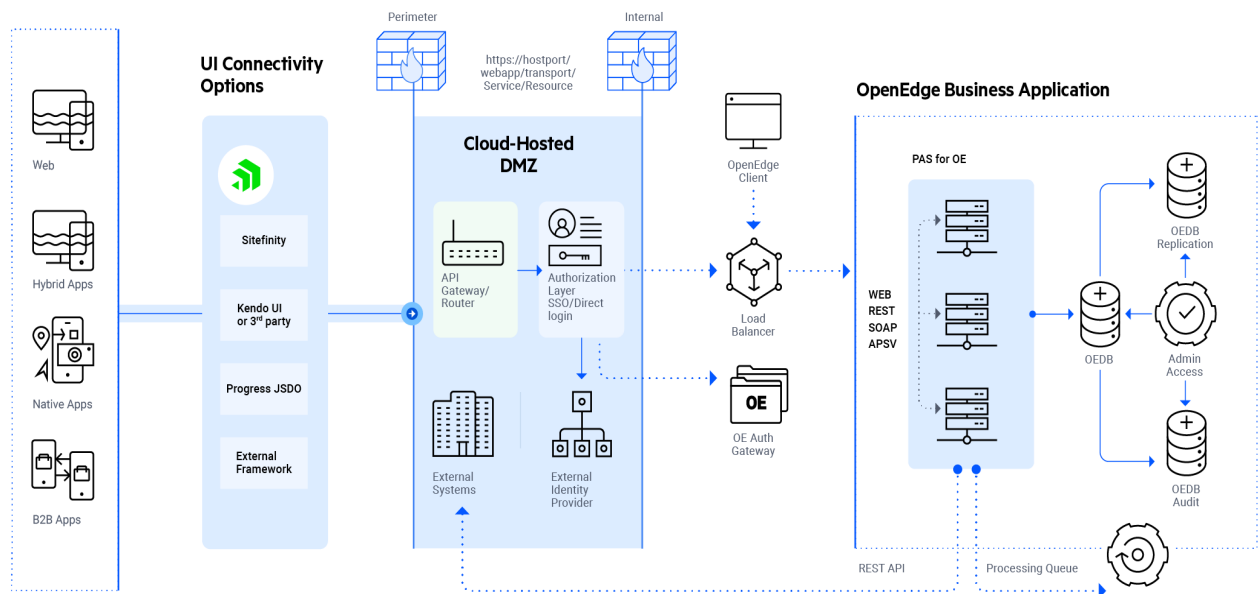 Perimeter
Internal
https://hostport/
webapp/transport/
Service/Resource
UI Connectivity
Options
OpenEdge Business Application
Web
Hybrid Apps
Native Apps
B2B Apps
Sitefinity
Kendo UI
or 3rd party
Progress JSDO
External
Framework
Cloud-Hosted
DMZ
API
Gateway/
Router
Authorization
Layer
SSO/Direct
login
External
Systems
External
Identity
Provider
OpenEdge
Client
Load
Balancer
OE
OE Auth
Gateway
PAS for OE
WEB
REST
SOAP
APSV
OEDB
OEDB
Replication
Admin
Access
OEDB
Audit
REST API
Processing Queue